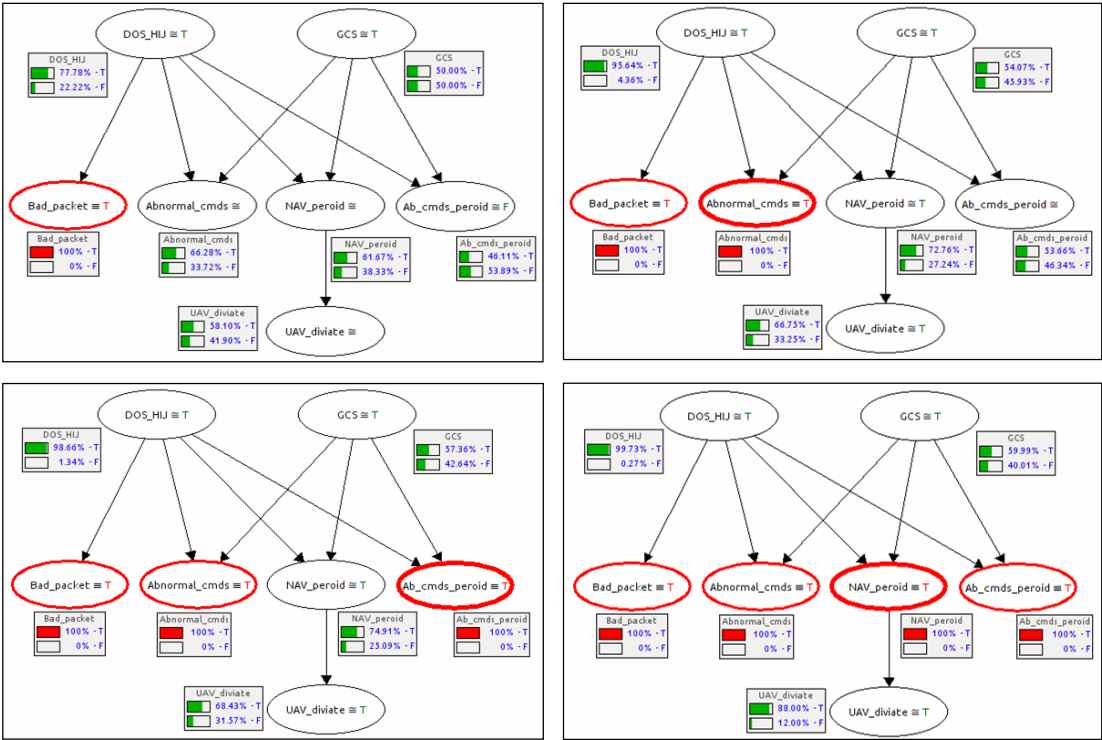 DOS_HIJ ≅ T
GCS ≅ T
DOS_HIJ
77.78% - T
22.22% - F
GCS
50.00% - T
50.00% - F
Bad_packet ≡ T
Abnormal_cmds ≅
NAV_peroid ≅
Ab_cmds_peroid ≅ F
Bad_packet
100% - T
0% - F
Abnormal_cmds
66.28% - T
33.72% - F
NAV_peroid
61.67% - T
38.33% - F
Ab_cmds_peroid
46.11% - T
53.89% - F
UAV_diviate
58.10% - T
41.90% - F
UAV_diviate ≅
DOS_HIJ ≅ T
GCS ≅ T
DOS_HIJ
95.64% - T
4.36% - F
GCS
54.07% - T
45.93% - F
Bad_packet ≡ T
Abnormal_cmds ≡ T
NAV_peroid ≅ T
Ab_cmds_peroid ≅
Bad_packet
100% - T
0% - F
Abnormal_cmds
100% - T
0% - F
NAV_peroid
72.76% - T
27.24% - F
Ab_cmds_peroid
53.66% - T
46.34% - F
UAV_diviate
66.75% - T
33.25% - F
UAV_diviate ≅ T
DOS_HIJ ≅ T
GCS ≅ T
DOS_HIJ
98.66% - T
1.34% - F
GCS
57.36% - T
42.64% - F
Bad_packet ≡ T
Abnormal_cmds ≡ T
NAV_peroid ≅ T
Ab_cmds_peroid ≡ T
Bad_packet
100% - T
0% - F
Abnormal_cmds
100% - T
0% - F
NAV_peroid
74.91% - T
25.09% - F
Ab_cmds_peroid
100% - T
0% - F
UAV_diviate
68.43% - T
31.57% - F
UAV_diviate ≅ T
DOS_HIJ ≅ T
GCS ≅ T
DOS_HIJ
99.73% - T
0.27% - F
GCS
59.99% - T
40.01% - F
Bad_packet ≡ T
Abnormal_cmds ≡ T
NAV_peroid ≡ T
Ab_cmds_peroid ≡ T
Bad_packet
100% - T
0% - F
Abnormal_cmds
100% - T
0% - F
NAV_peroid
100% - T
0% - F
Ab_cmds_peroid
100% - T
0% - F
UAV_diviate
88.00% - T
12.00% - F
UAV_diviate ≅ T